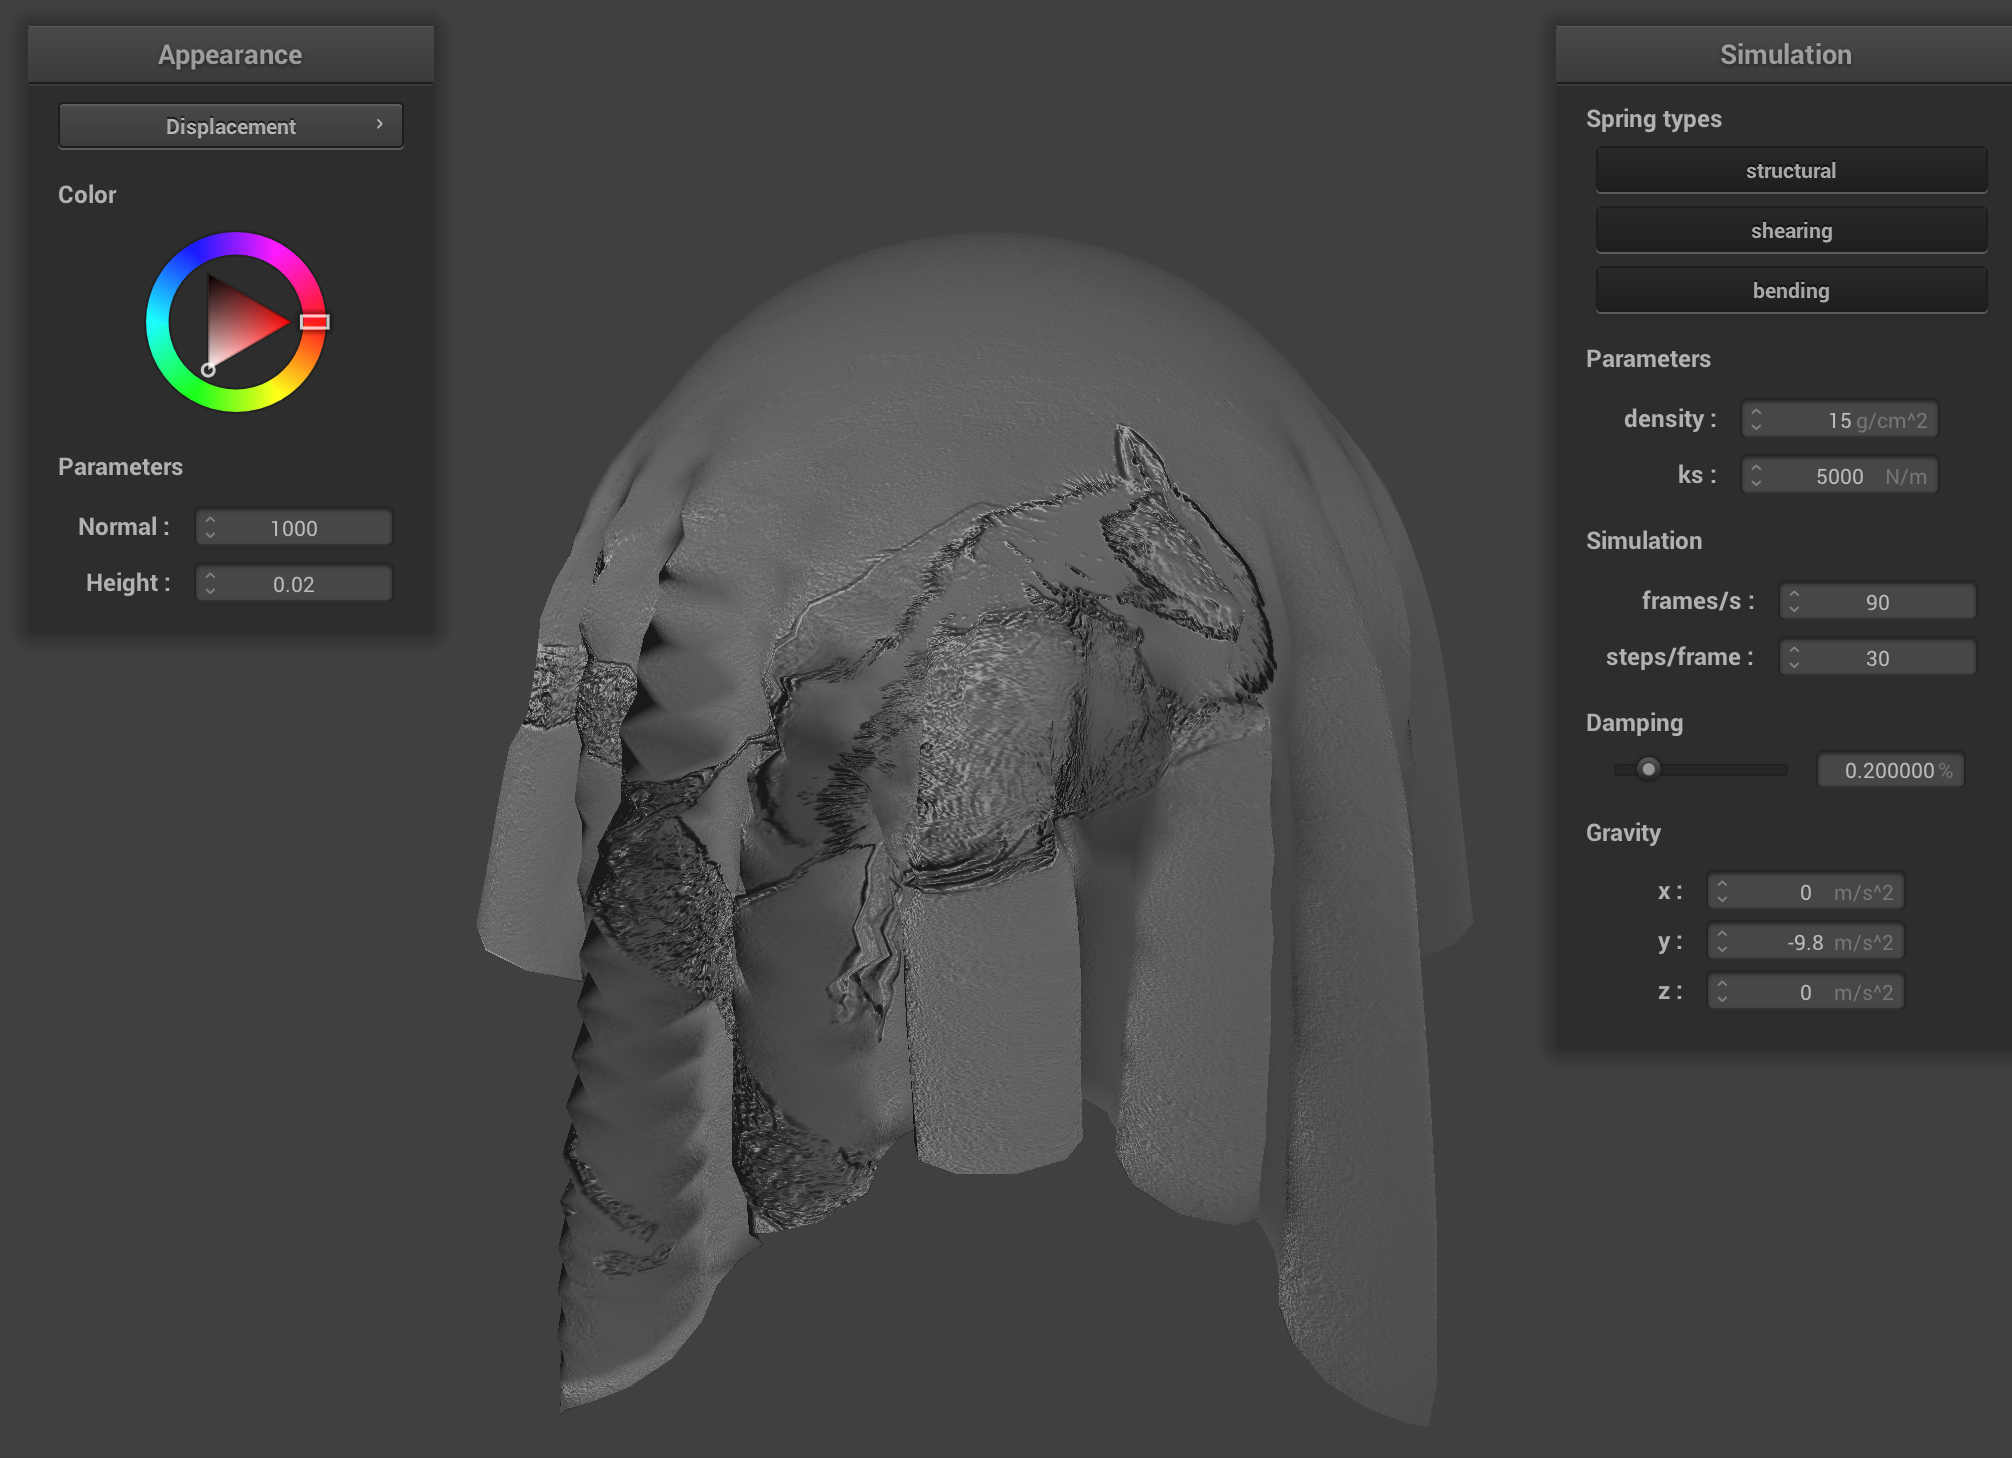 Appearance
Displacement
Color
Parameters
Normal : 1000
Height : 0.02
Simulation
Spring types
structural
shearing
bending
Parameters
density : 15 g/cm^2
ks : 5000 N/m
Simulation
frames/s : 90
steps/frame : 30
Damping
0.200000 %
Gravity
x : 0 m/s^2
y : -9.8 m/s^2
z : 0 m/s^2